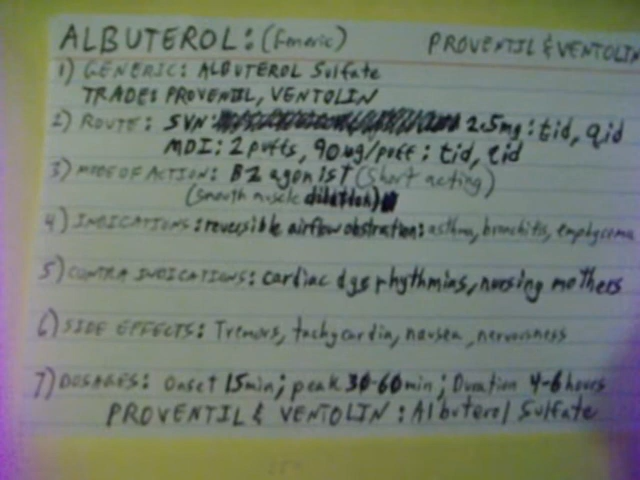 ALBUTEROL: (Generic) PROVENTIL & VENTOLIN
1) GENERIC: ALBUTEROL Sulfate
TRADE: PROVENTIL, VENTOLIN
2) ROUTE: SVN: 2.5mg: tid, qid
MDI: 2 puffs, 90ug/puff: tid, qid
3) MODE OF ACTION: B2 agonist (short acting)
(smooth muscle dilation)
4) INDICATIONS: reversible airflow obstruction: asthma, bronchitis, emphysema
5) CONTRA INDICATIONS: cardiac dysrhythmias, nursing mothers
6) SIDE EFFECTS: Tremors, tachycardia, nausea, nervousness
7) DOSAGES: Onset 15min; peak 30-60min; Duration 4-6 hours
PROVENTIL & VENTOLIN: Albuterol Sulfate